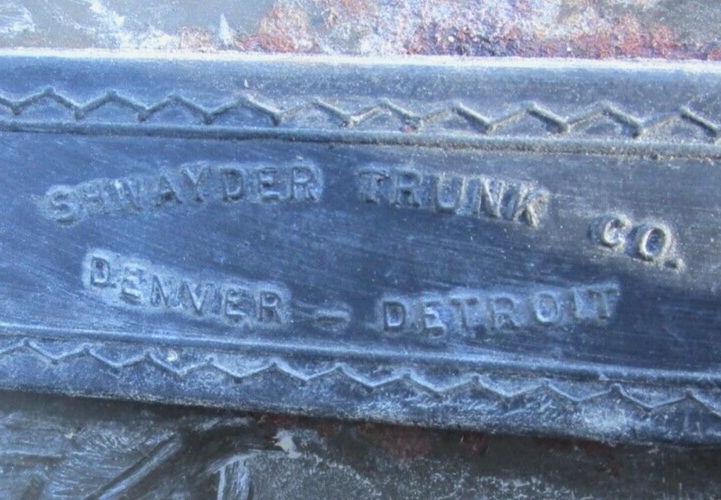 SHWAYDER TRUNK CO.
DENVER – DETROIT